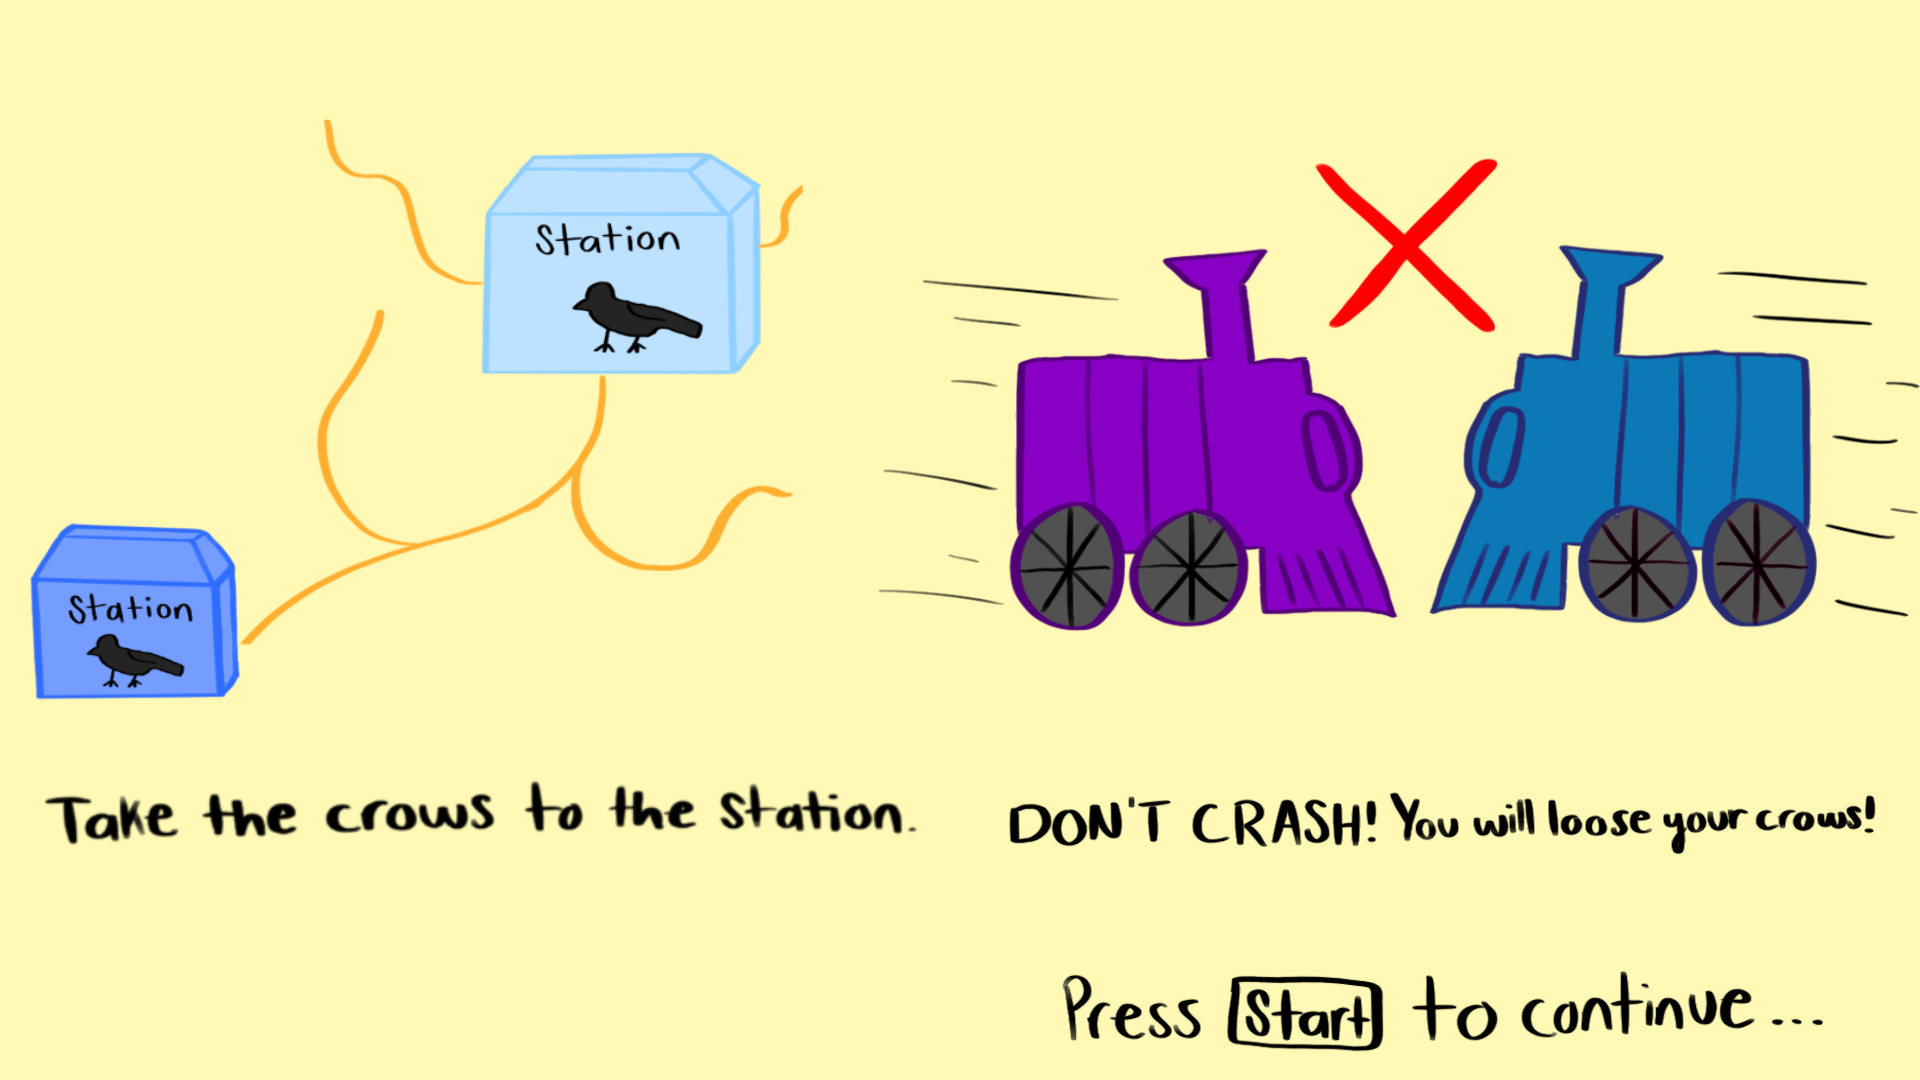 Station
Station
Take the crows to the station.
DON'T CRASH! You will loose your crows!
Press Start to continue...